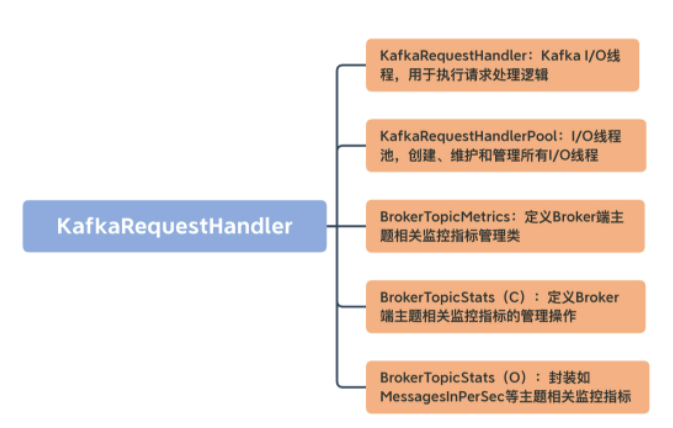 KafkaRequestHandler：Kafka I/O线
程，用于执行请求处理逻辑
KafkaRequestHandlerPool：I/O线程
池，创建、维护和管理所有I/O线程
KafkaRequestHandler
BrokerTopicMetrics：定义Broker端主
题相关监控指标管理类
BrokerTopicStats（C）：定义Broker
端主题相关监控指标的管理操作
BrokerTopicStats（O）：封装如
MessagesInPerSec等主题相关监控指标